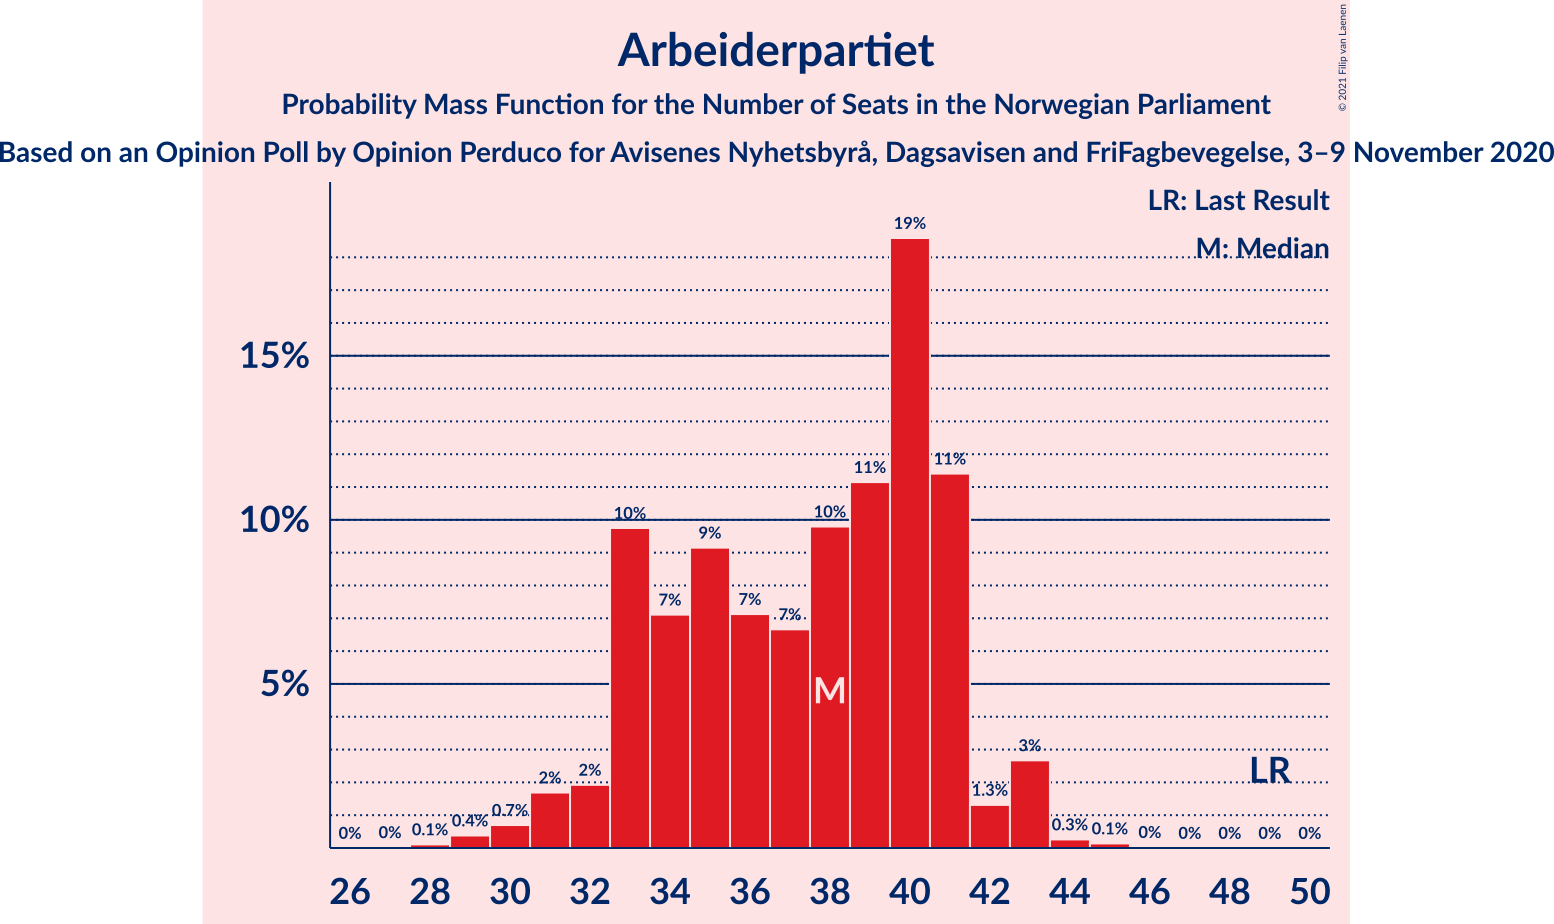 Arbeiderpartiet
Probability Mass Function for the Number of Seats in the Norwegian Parliament
Based on an Opinion Poll by Opinion Perduco for Avisenes Nyhetsbyrå, Dagsavisen and FriFagbevegelse, 3–9 November 2020
© 2021 Filip van Laenen
LR: Last Result
M: Median
15%
10%
5%
0% 0% 0.1% 0.4% 0.7% 2% 2% 10% 7% 9% 7% 7% 10% 11% 19% 11% 1.3% 3% 0.3% 0.1% 0% 0% 0% 0% 0%
M
LR
26 28 30 32 34 36 38 40 42 44 46 48 50